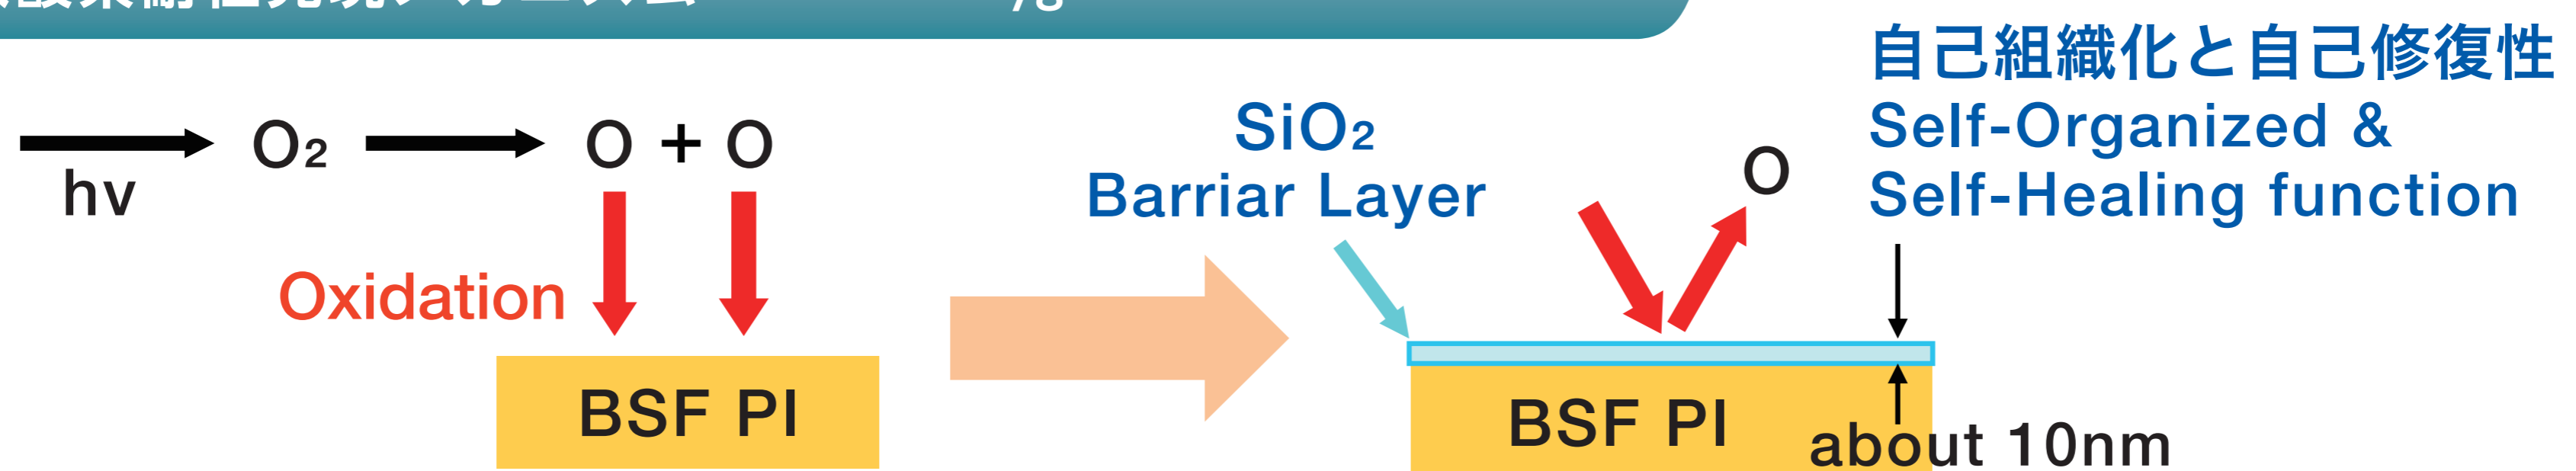 自己組織化と自己修復性
Self-Organized &
Self-Healing function
hν
O₂
O + O
Oxidation
BSF PI
SiO₂
Barriar Layer
O
BSF PI
about 10nm